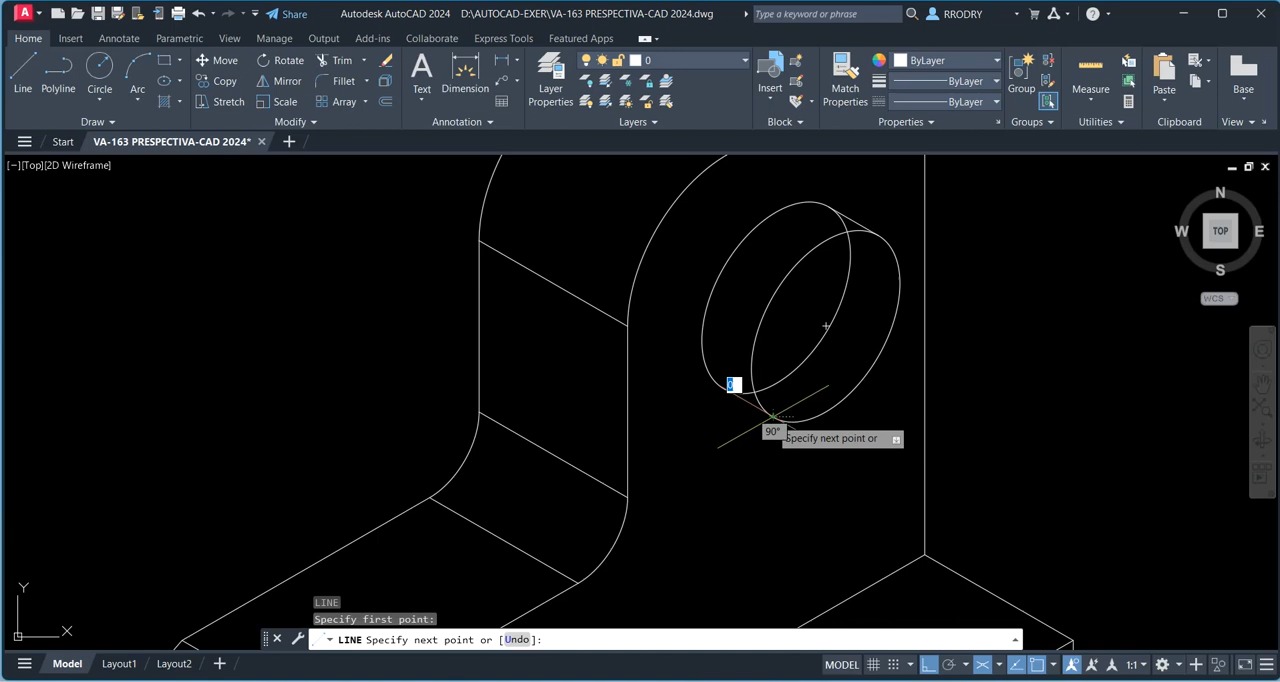 A Share Autodesk AutoCAD 2024 D:\AUTOCAD-EXER\VA-163 PRESPECTIVA-CAD 2024.dwg Type a keyword or phrase RRODRY
Home Insert Annotate Parametric View Manage Output Add-ins Collaborate Express Tools Featured Apps
Line Polyline Circle Arc
Move Rotate Trim
Copy Mirror Fillet
Stretch Scale Array
Text Dimension
Layer Properties
0
Insert
Match Properties
ByLayer
ByLayer
ByLayer
Group
Measure
Paste
Base
Draw Modify Annotation Layers Block Properties Groups Utilities Clipboard View
Start VA-163 PRESPECTIVA-CAD 2024*
[−][Top][2D Wireframe]
N
W TOP E
S
WCS
0
90°
Specify next point or
Y
X
LINE
Specify first point:
LINE Specify next point or [Undo]:
Model Layout1 Layout2 MODEL 1:1